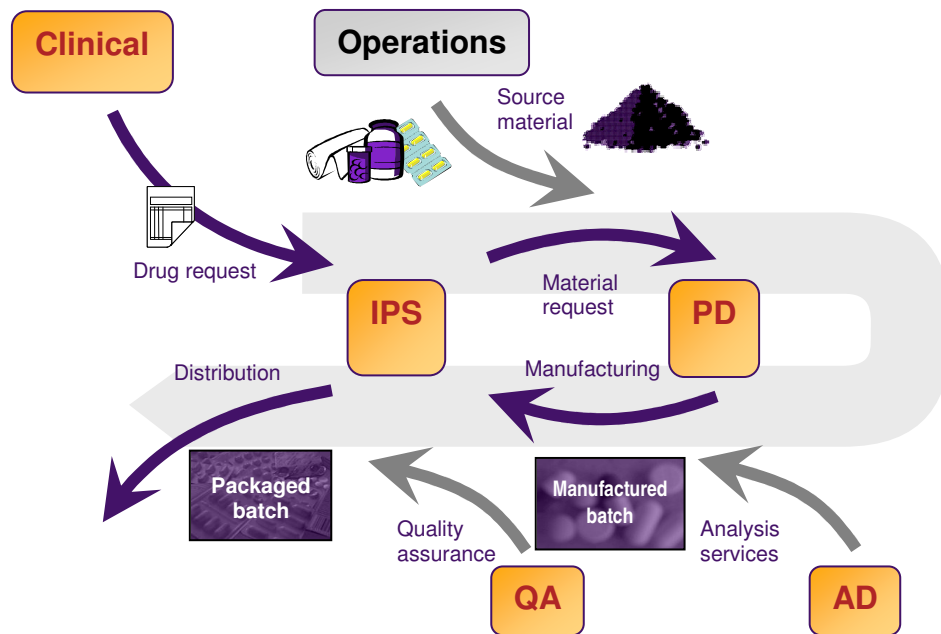 Clinical
Operations
Source
material
Drug request
Material
request
IPS
PD
Distribution
Manufacturing
Packaged
batch
Manufactured
batch
Quality
assurance
Analysis
services
QA
AD